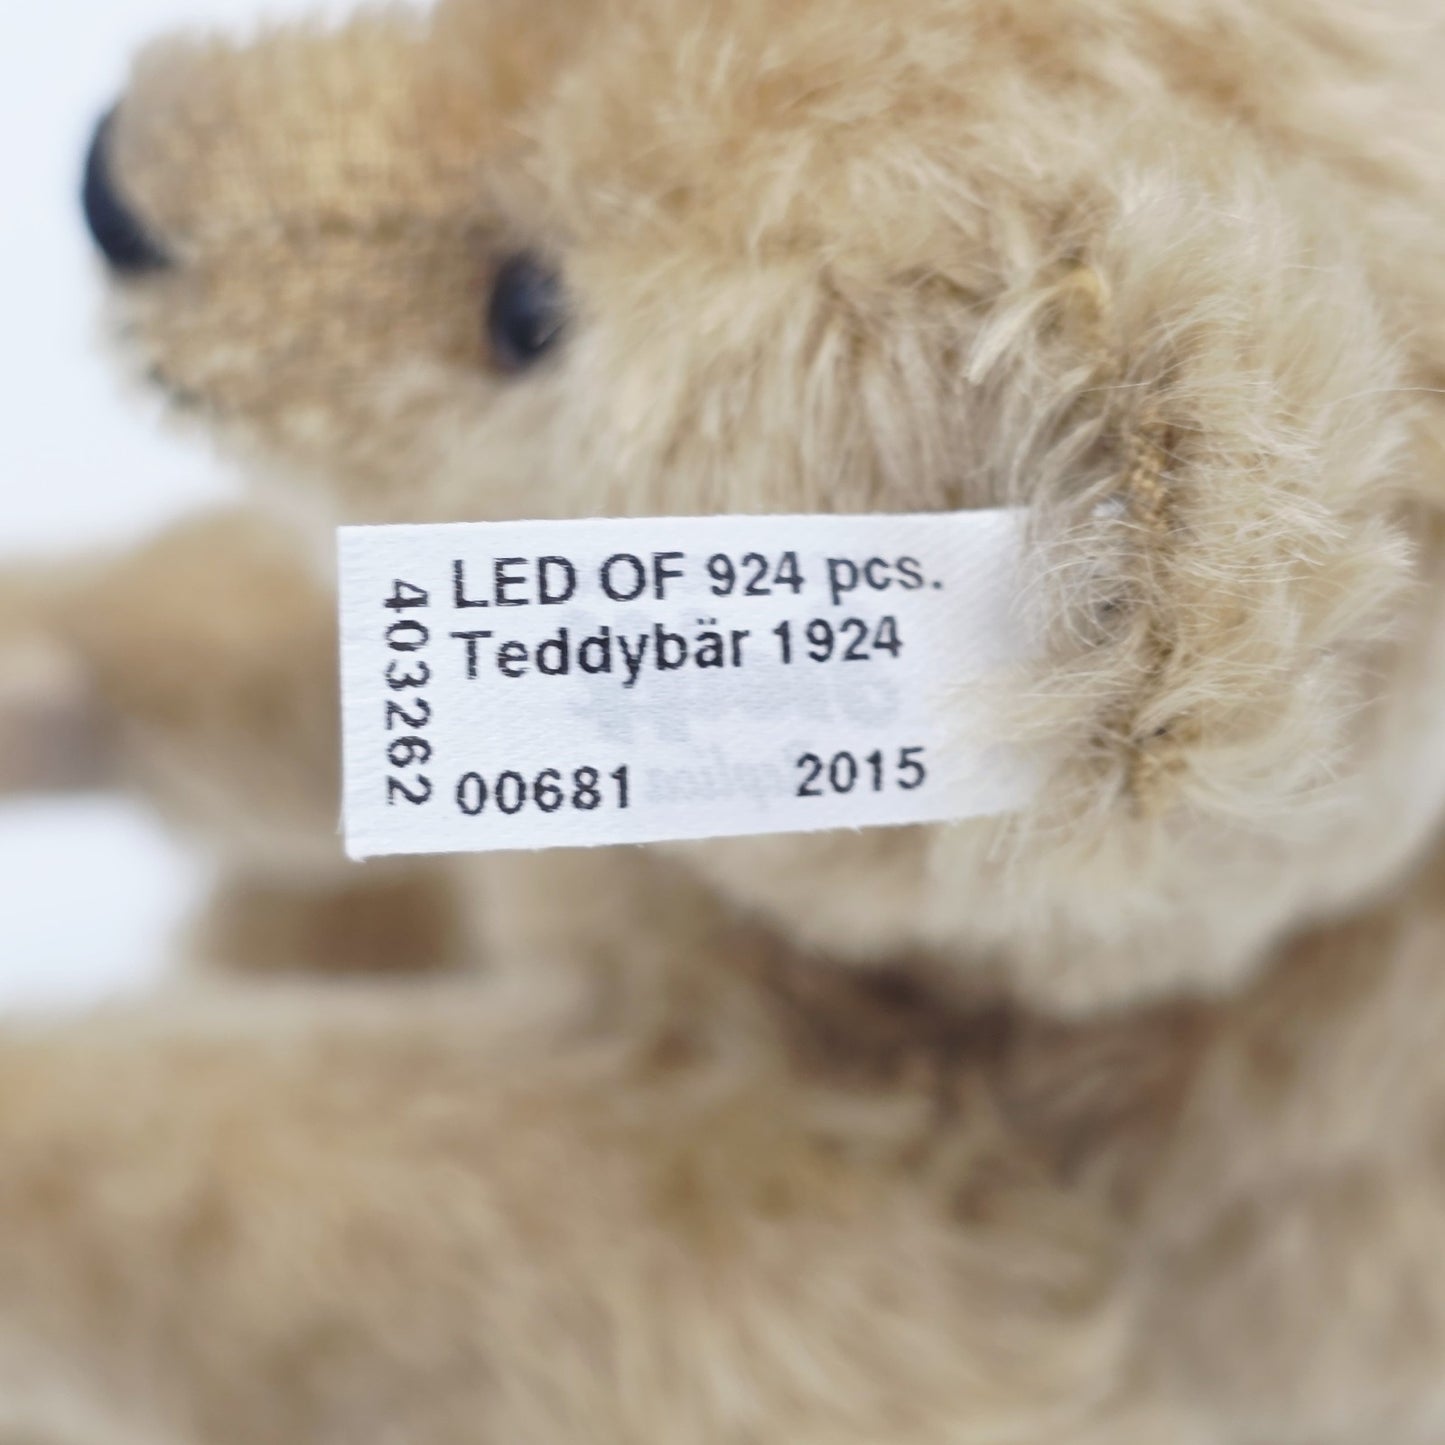 LED OF 924 pcs.
Teddybär 1924
00681 2015
403262